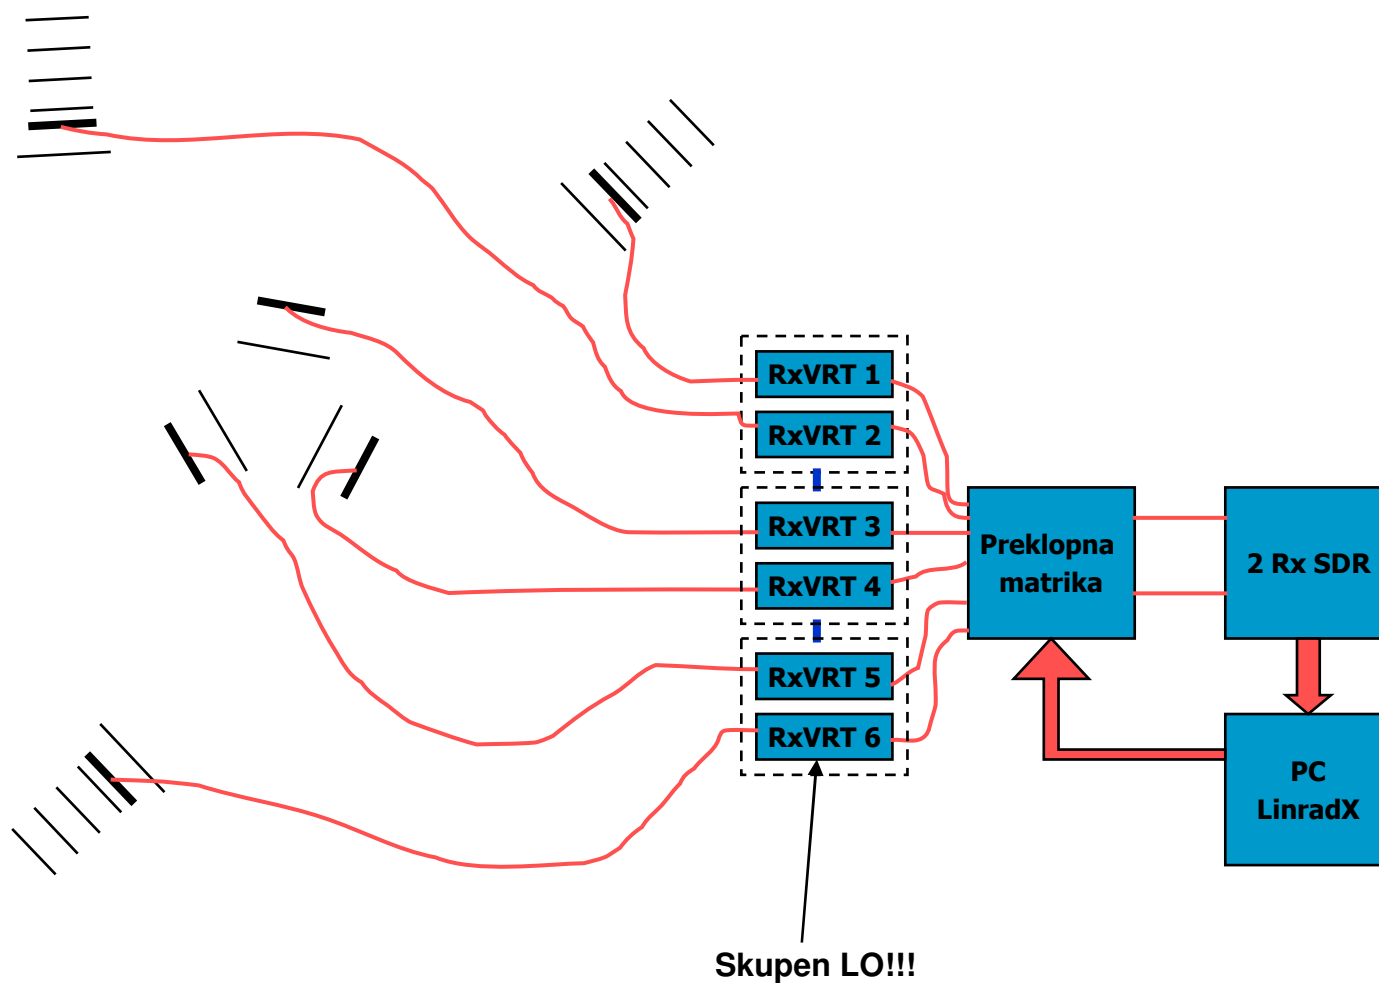 RxVRT 1
RxVRT 2
RxVRT 3
RxVRT 4
RxVRT 5
RxVRT 6
Preklopna
matrika
2 Rx SDR
PC
LinradX
Skupen LO!!!